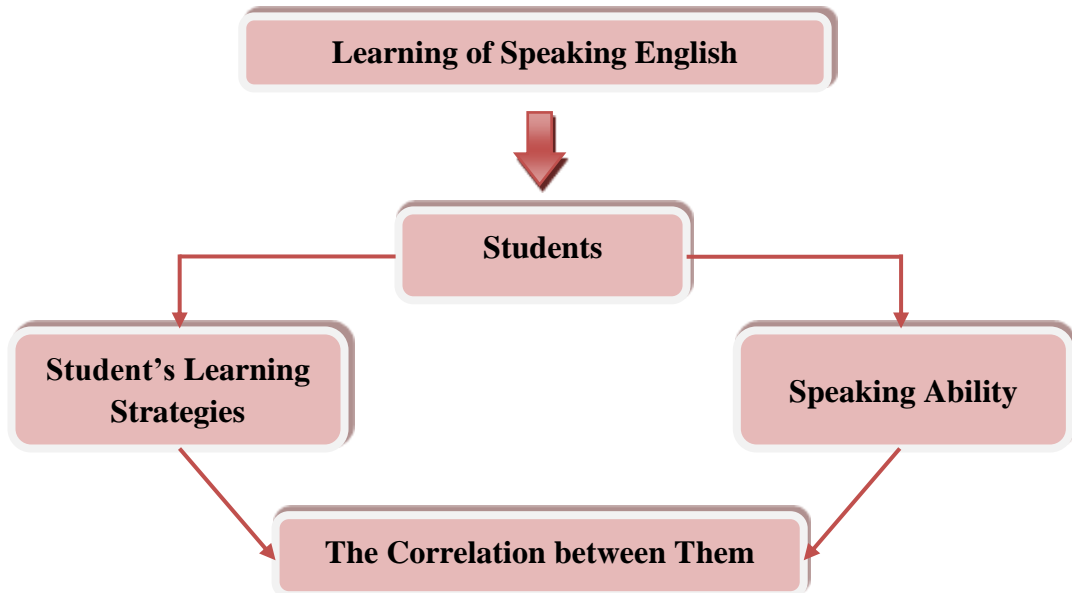 Learning of Speaking English
Students
Student’s Learning
Strategies
Speaking Ability
The Correlation between Them